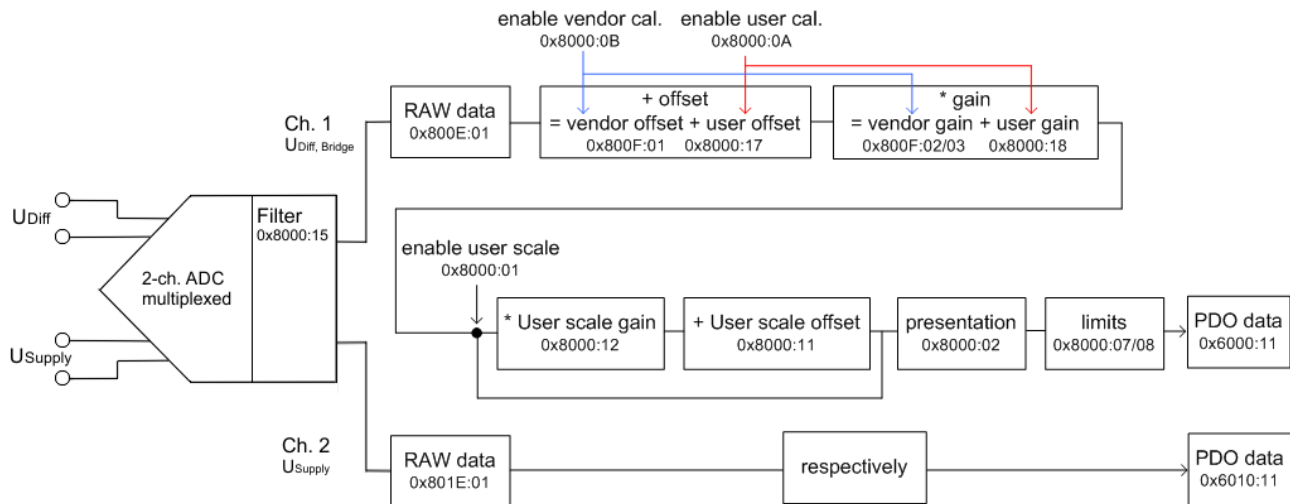 enable vendor cal.
0x8000:0B
enable user cal.
0x8000:0A
Ch. 1
UDiff, Bridge
RAW data
0x800E:01
+ offset
= vendor offset + user offset
0x800F:01 0x8000:17
* gain
= vendor gain + user gain
0x800F:02/03 0x8000:18
UDiff
USupply
2-ch. ADC
multiplexed
Filter
0x8000:15
enable user scale
0x8000:01
* User scale gain
0x8000:12
+ User scale offset
0x8000:11
presentation
0x8000:02
limits
0x8000:07/08
PDO data
0x6000:11
Ch. 2
USupply
RAW data
0x801E:01
respectively
PDO data
0x6010:11